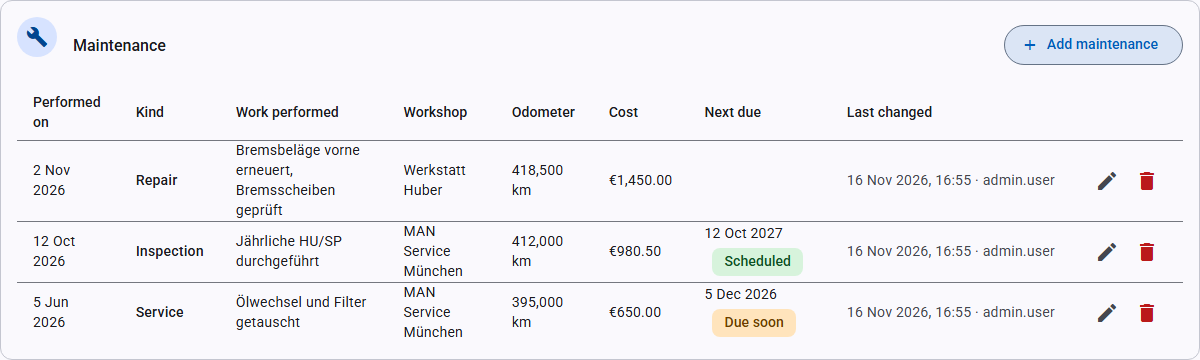 Maintenance
+ Add maintenance
Performed on
Kind
Work performed
Workshop
Odometer
Cost
Next due
Last changed
2 Nov 2026
Repair
Bremsbeläge vorne
erneuert,
Bremsscheiben
geprüft
Werkstatt
Huber
418,500
km
€1,450.00
16 Nov 2026, 16:55 · admin.user
12 Oct
2026
Inspection
Jährliche HU/SP
durchgeführt
MAN
Service
München
412,000
km
€980.50
12 Oct 2027
Scheduled
16 Nov 2026, 16:55 · admin.user
5 Jun
2026
Service
Ölwechsel und Filter
getauscht
MAN
Service
München
395,000
km
€650.00
5 Dec 2026
Due soon
16 Nov 2026, 16:55 · admin.user